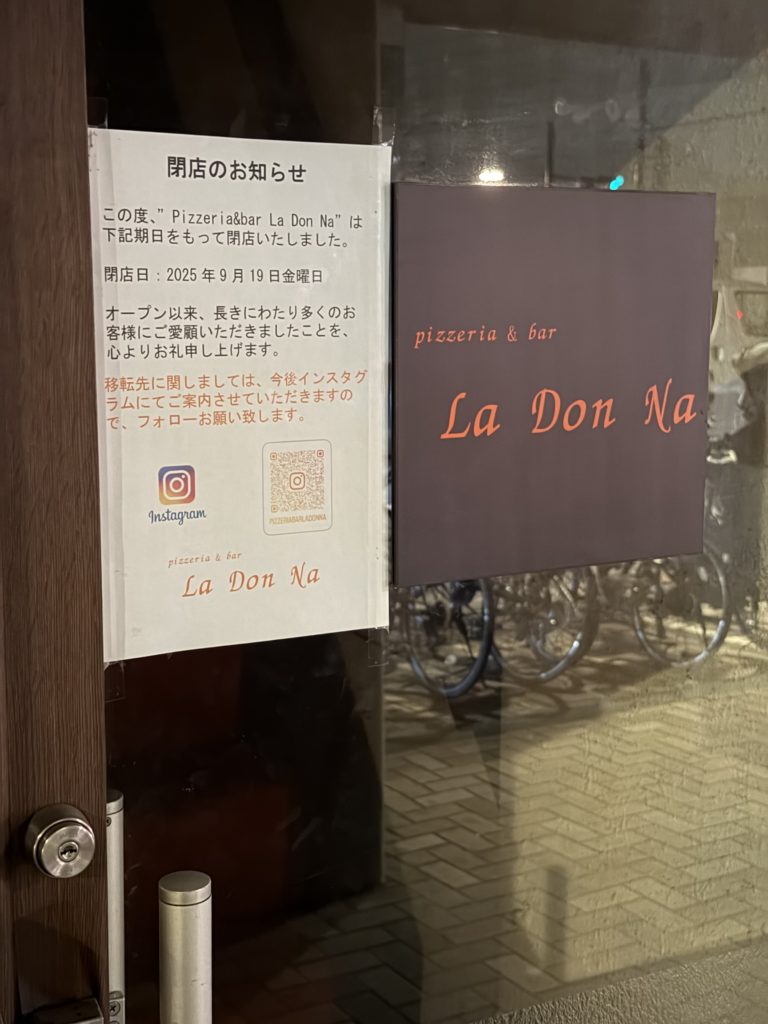 閉店のお知らせ
この度、”Pizzeria&bar La Don Na”は
下記期日をもって閉店いたしました。
閉店日：2025年9月19日金曜日
オープン以来、長きにわたり多くのお
客様にご愛顧いただきましたことを、
心よりお礼申し上げます。
移転先に関しましては、今後インスタグ
ラムにてご案内させていただきますの
で、フォローお願い致します。
Instagram
PIZZERIABARLADONNA
pizzeria & bar
La Don Na
pizzeria & bar
La Don Na